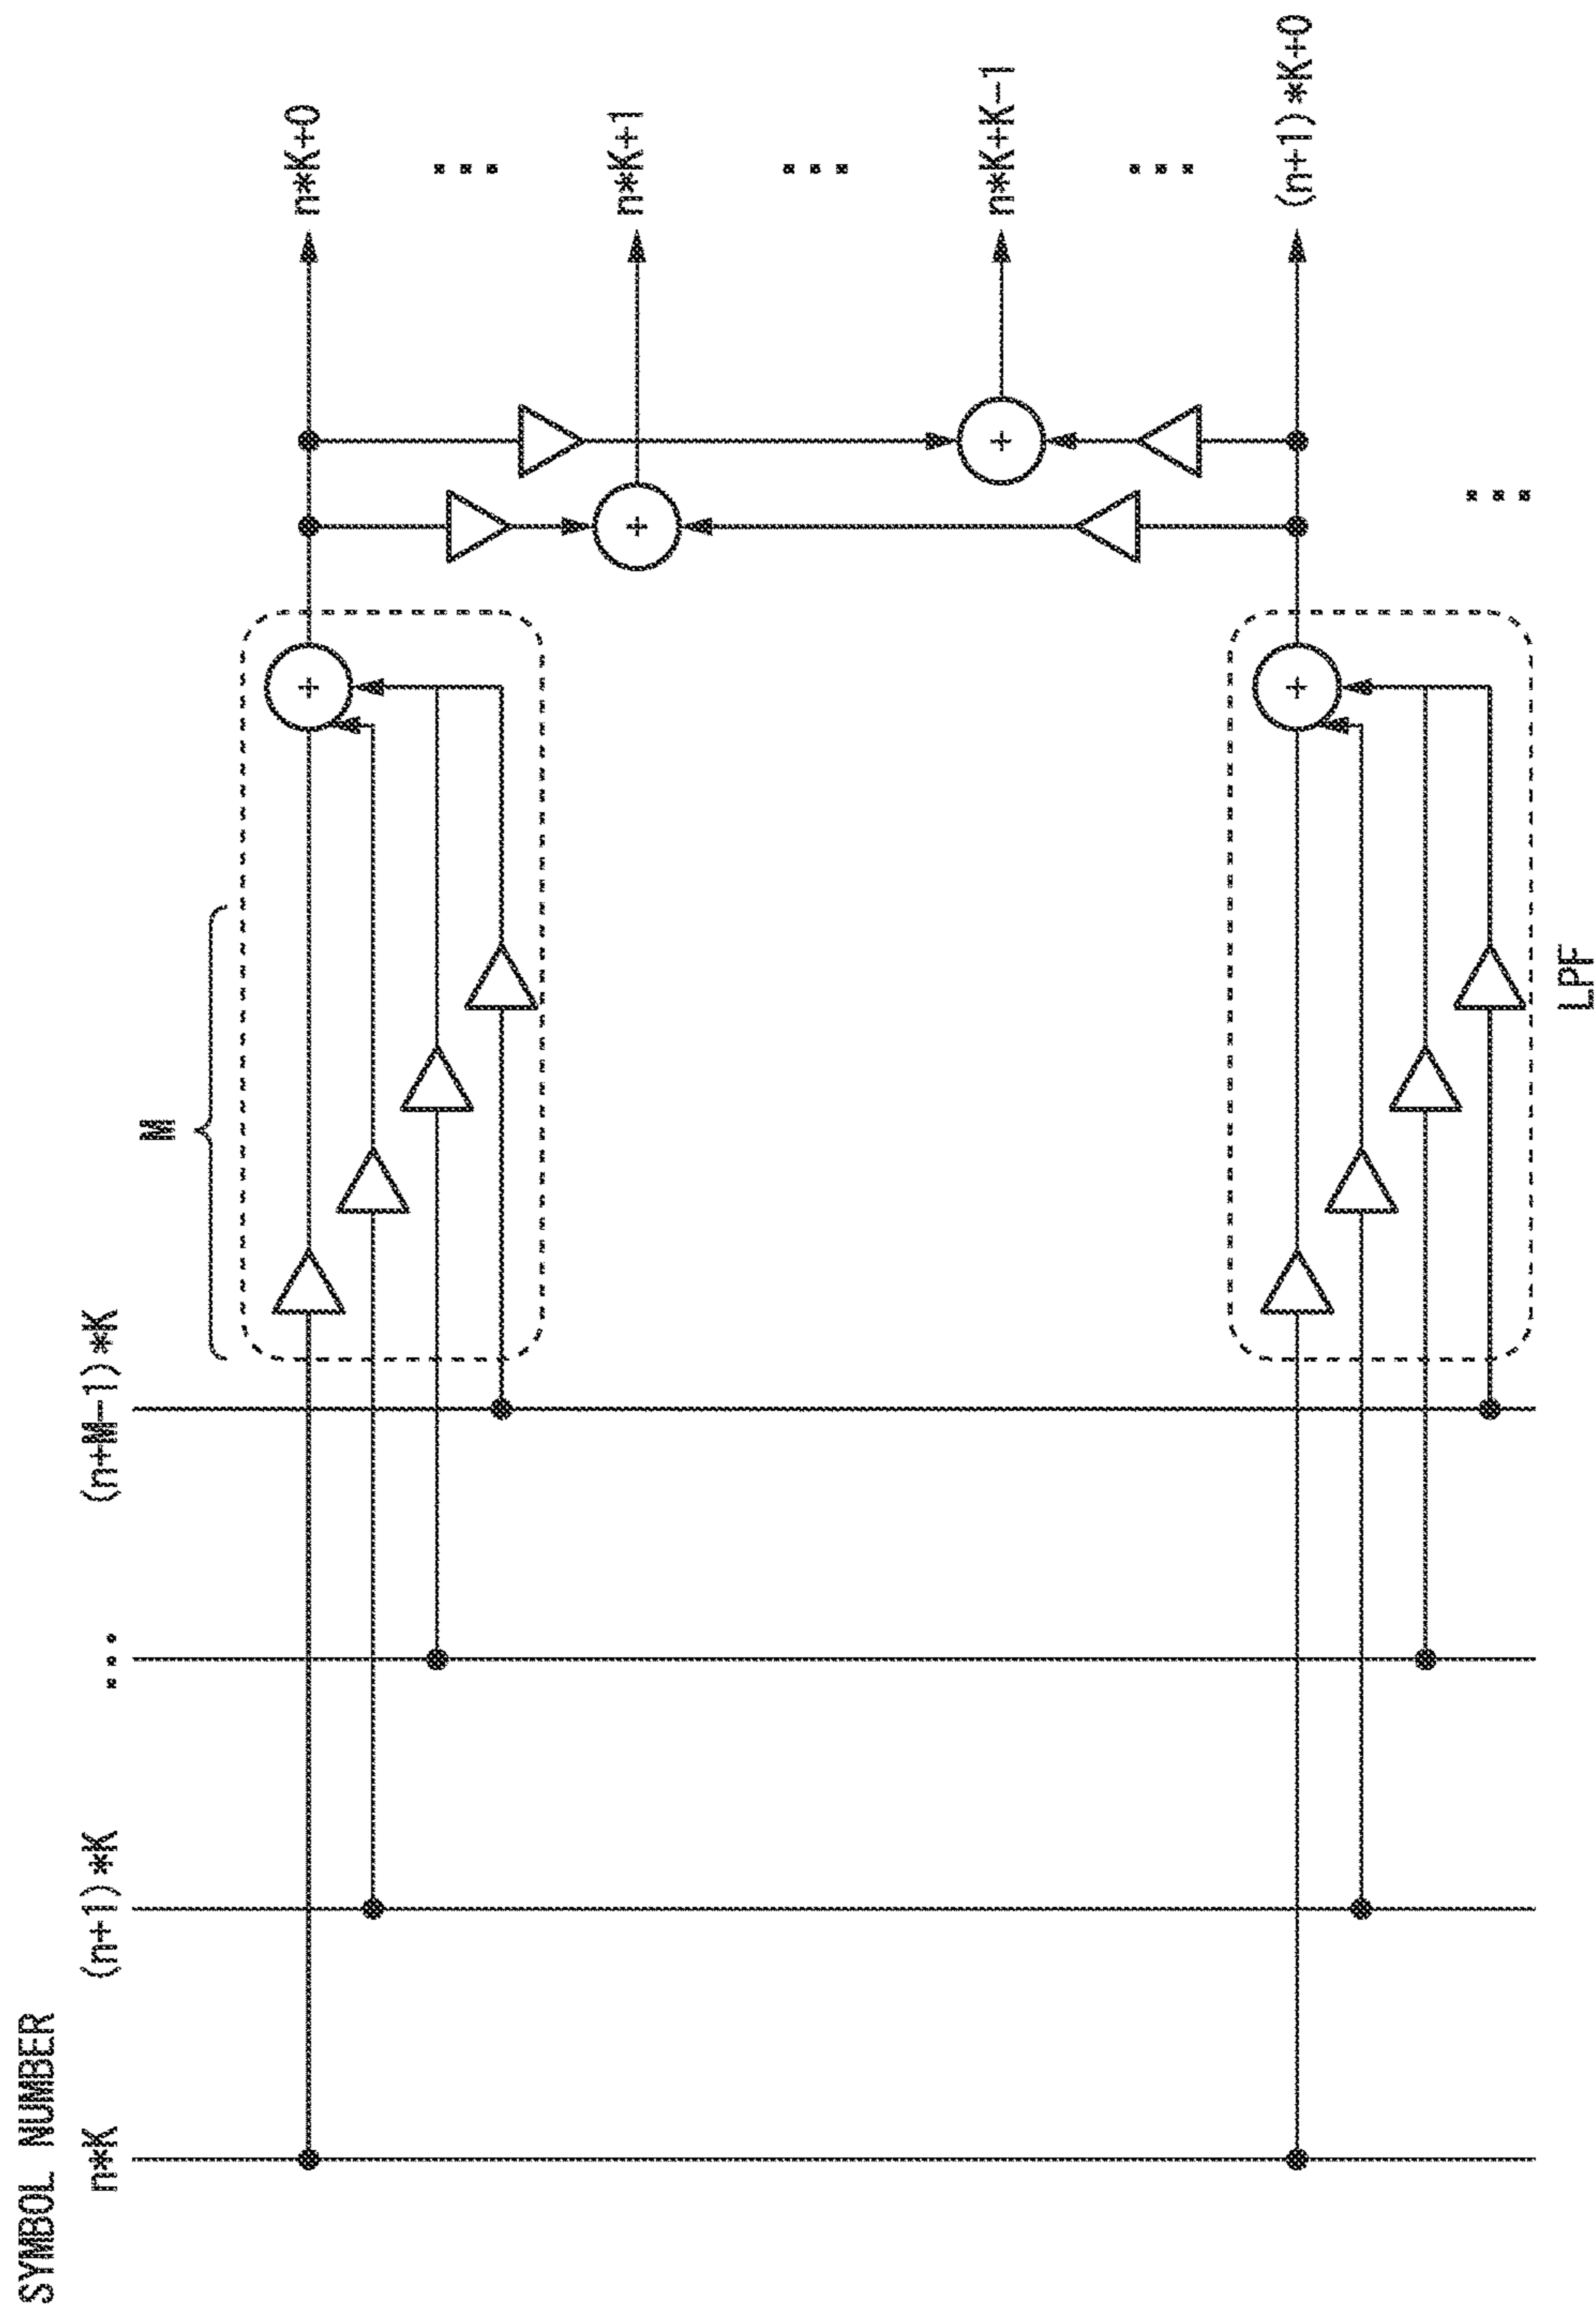 SYMBOL NUMBER
n*K
(n+1)*K
...
(n+M-1)*K
M
n*K+0
...
n*K+1
...
n*K+K-1
...
(n+1)*K+0
...
+
+
+
+
LPF